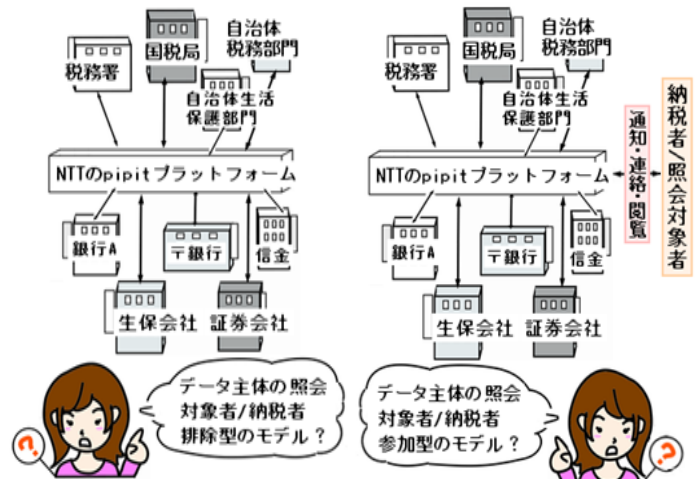 自治体
税務部門
国税局
税務署
自治体生活
保護部門
NTTのpipitプラットフォーム
銀行A
〒銀行
信金
生保会社
証券会社
データ主体の照会
対象者/納税者
排除型のモデル？
?
自治体
税務部門
国税局
税務署
自治体生活
保護部門
NTTのpipitプラットフォーム
銀行A
〒銀行
信金
生保会社
証券会社
通知・連絡・閲覧
納税者/照会対象者
データ主体の照会
対象者/納税者
参加型のモデル？
?